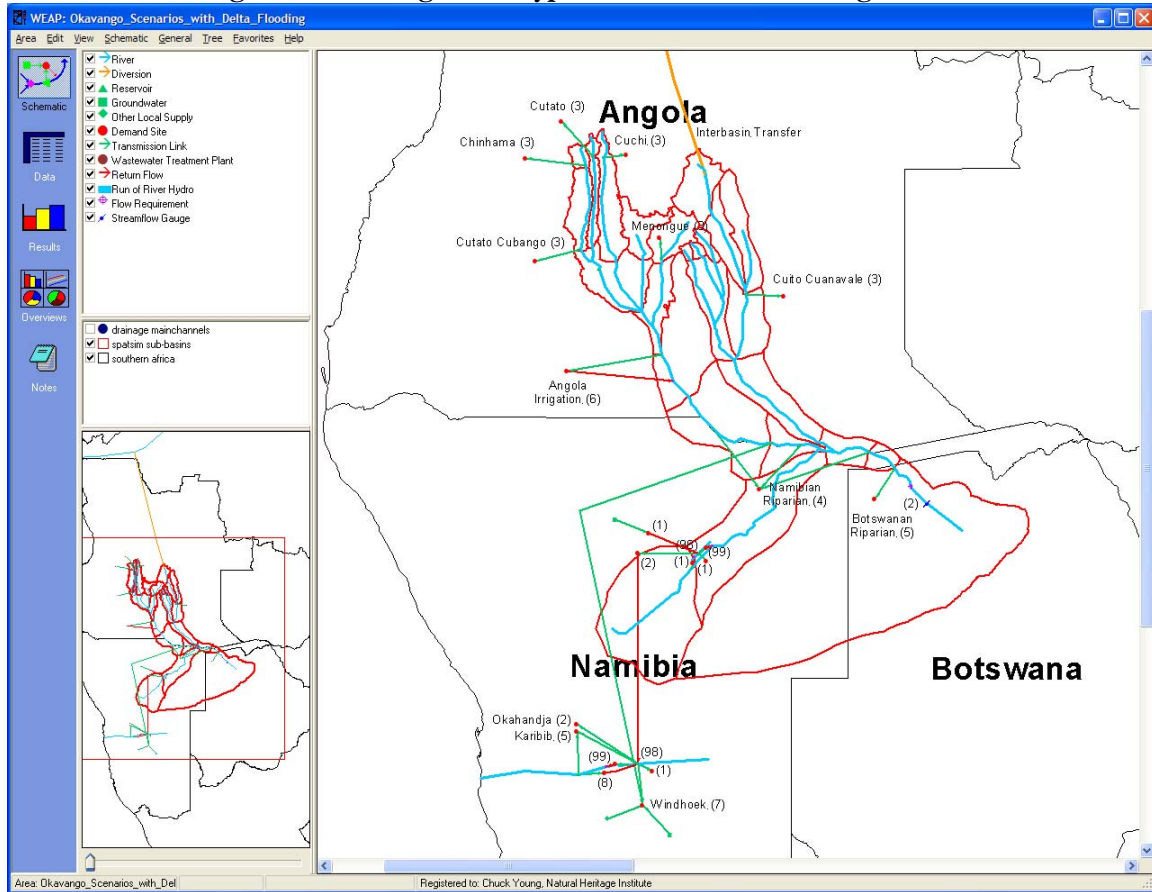 WEAP: Okavango_Scenarios_with_Delta_Flooding
Area Edit View Schematic General Tree Favorites Help
Schematic
Data
Results
Overviews
Notes
River
Diversion
Reservoir
Groundwater
Other Local Supply
Demand Site
Transmission Link
Wastewater Treatment Plant
Return Flow
Run of River Hydro
Flow Requirement
Streamflow Gauge
drainage mainchannels
spatsim sub-basins
southern africa
Angola
Cutato (3)
Chinhama (3)
Cuchi, (3)
Interbasin, Transfer
Cutato Cubango (3)
Cuito Cuanavale (3)
Angola
Irrigation, (6)
Namibian
Riparian, (4)
(2)
Botswanan
Riparian, (5)
(1)
(98)
(99)
(2)
(1)
(1)
Namibia
Botswana
Okahandja (2)
Karibib, (5)
(98)
(99)
(1)
(8)
Windhoek, (7)
Area: Okavango_Scenarios_with_Del
Registered to: Chuck Young, Natural Heritage Institute